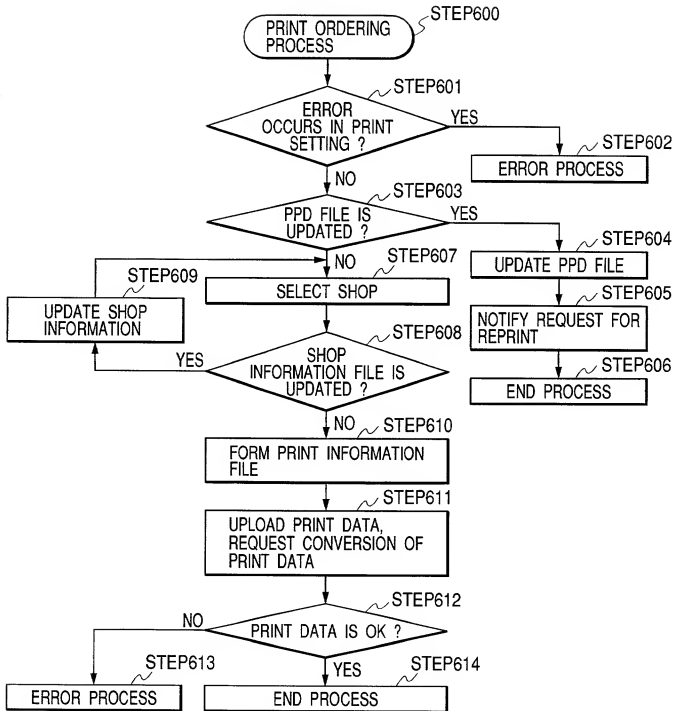 STEP600
PRINT ORDERING
PROCESS
STEP601
ERROR
OCCURS IN PRINT
SETTING ?
YES
STEP602
ERROR PROCESS
NO
STEP603
PPD FILE IS
UPDATED ?
YES
STEP604
UPDATE PPD FILE
NO
STEP607
SELECT SHOP
STEP609
UPDATE SHOP
INFORMATION
STEP605
NOTIFY REQUEST FOR
REPRINT
STEP608
SHOP
INFORMATION FILE IS
UPDATED ?
YES
STEP606
END PROCESS
NO
STEP610
FORM PRINT INFORMATION
FILE
STEP611
UPLOAD PRINT DATA,
REQUEST CONVERSION OF
PRINT DATA
STEP612
PRINT DATA IS OK ?
NO
STEP613
ERROR PROCESS
YES
STEP614
END PROCESS